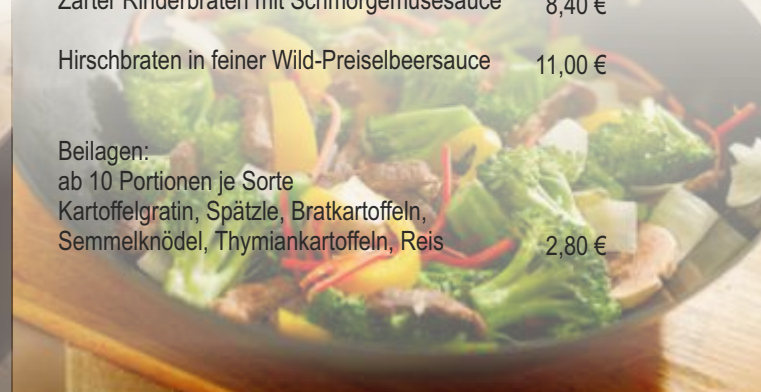 Zarter Rinderbraten mit Schmorgemüsesauce 8,40 €
Hirschbraten in feiner Wild-Preiselbeersauce 11,00 €
Beilagen:
ab 10 Portionen je Sorte
Kartoffelgratin, Spätzle, Bratkartoffeln,
Semmelknödel, Thymiankartoffeln, Reis 2,80 €